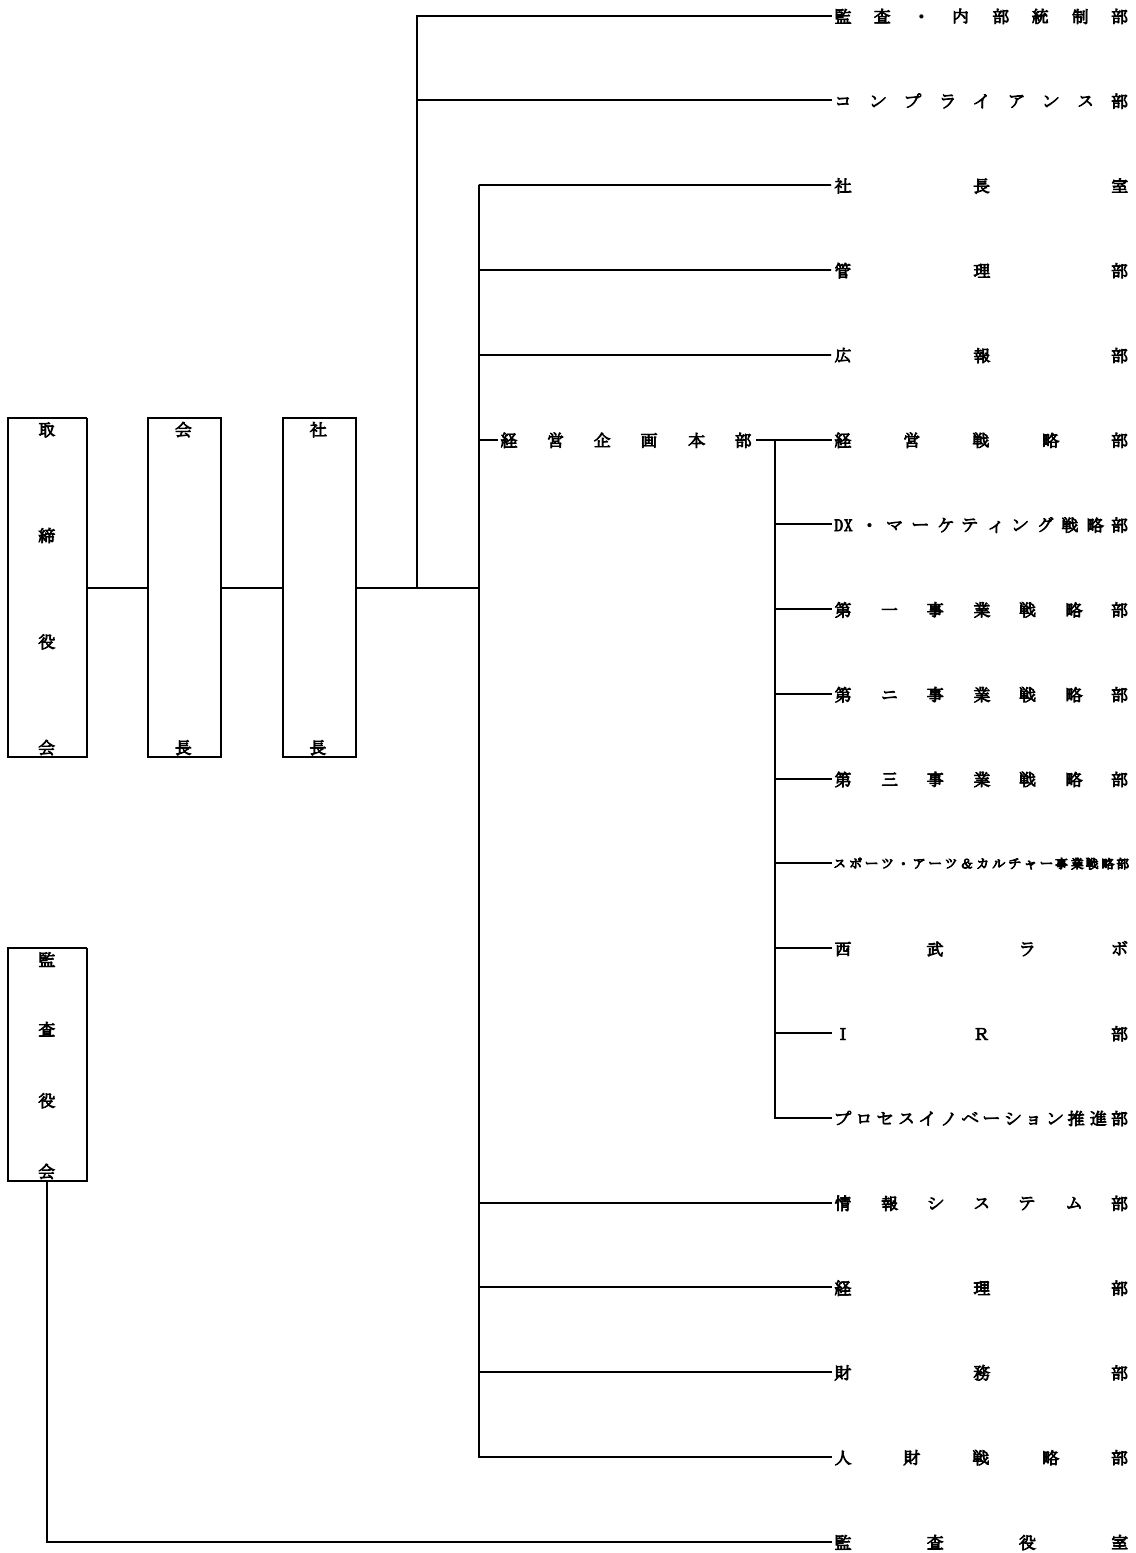 監査・内部統制部
コンプライアンス部
社長室
管理部
広報部
取締役会
会長
社長
経営企画本部
経営戦略部
DX・マーケティング戦略部
第一事業戦略部
第二事業戦略部
第三事業戦略部
スポーツ・アーツ＆カルチャー事業戦略部
監査役会
西武ラボ
ＩＲ部
プロセスイノベーション推進部
情報システム部
経理部
財務部
人財戦略部
監査役室